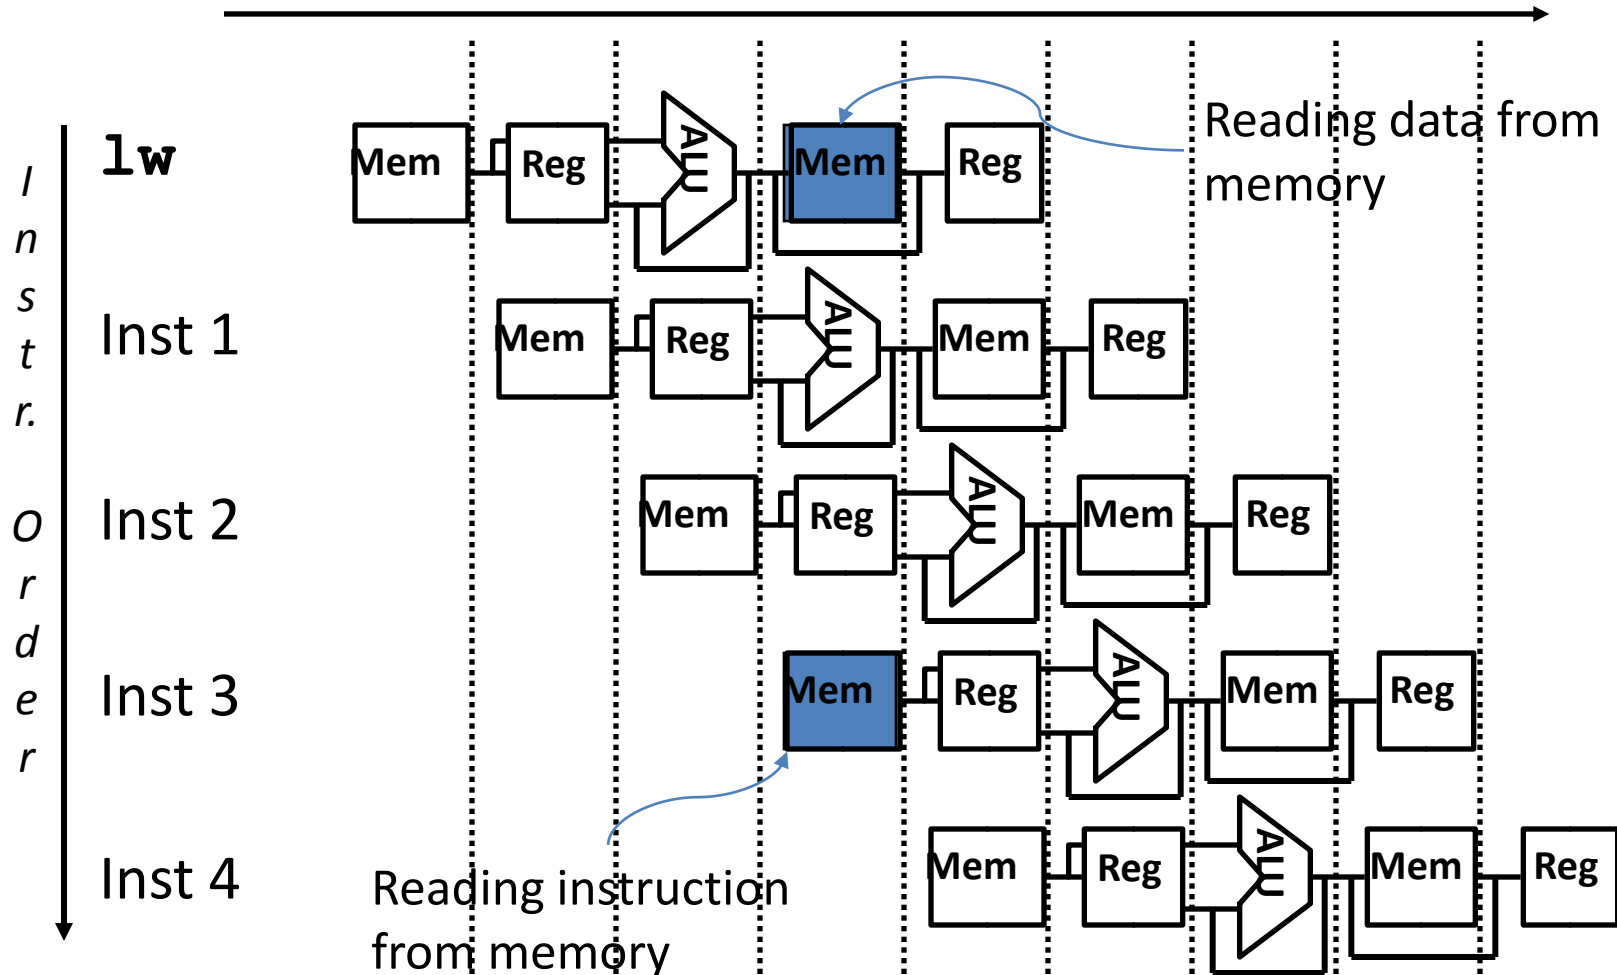 Reading data from
memory
lw
Mem
Reg
ALU
Mem
Reg
Inst 1
Mem
Reg
ALU
Mem
Reg
Inst 2
Mem
Reg
ALU
Mem
Reg
Inst 3
Mem
Reg
ALU
Mem
Reg
Inst 4
Mem
Reg
ALU
Mem
Reg
Reading instruction
from memory
Instr.
Order